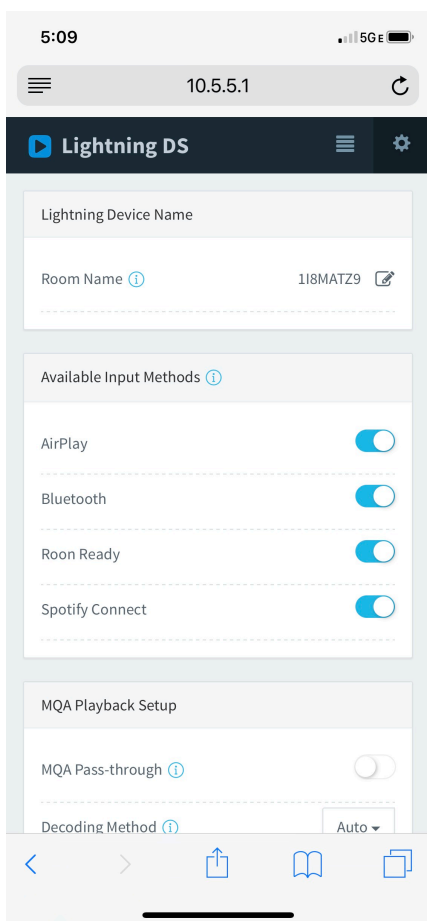 5:09 5G E
10.5.5.1
Lightning DS
Lightning Device Name
Room Name 1I8MATZ9
Available Input Methods
AirPlay
Bluetooth
Roon Ready
Spotify Connect
MQA Playback Setup
MQA Pass-through
Decoding Method Auto